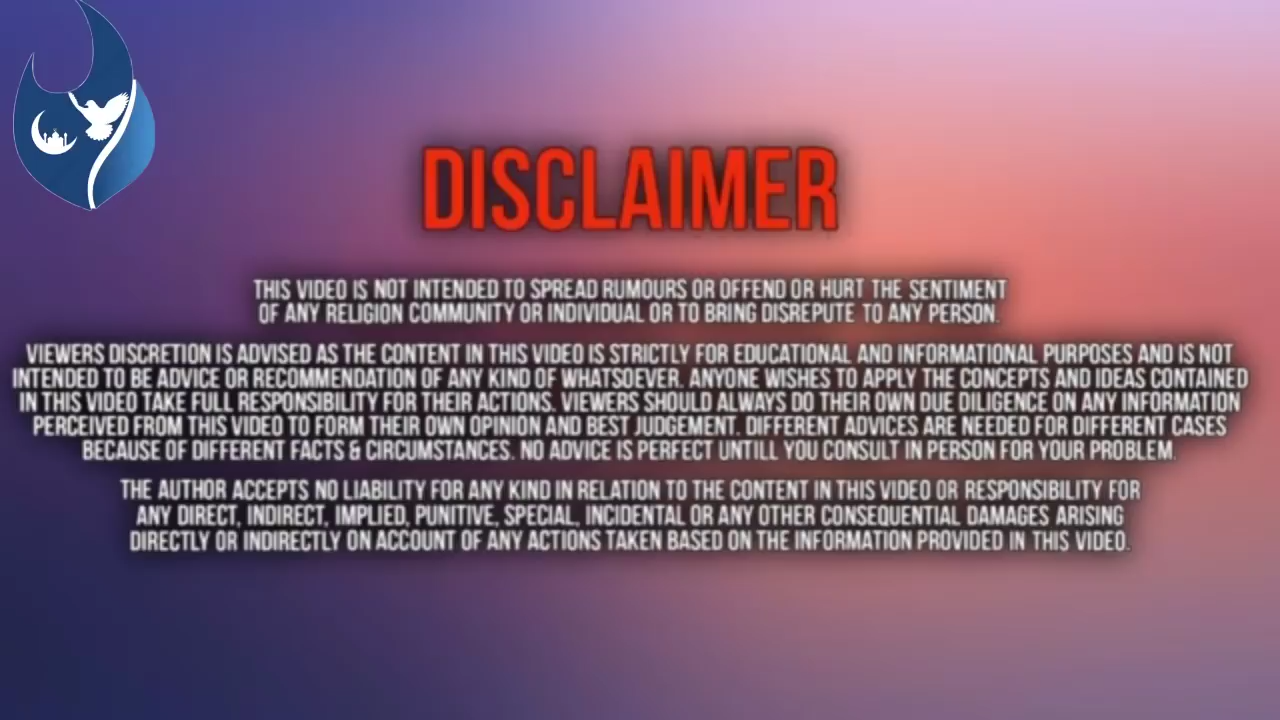 DISCLAIMER
THIS VIDEO IS NOT INTENDED TO SPREAD RUMOURS OR OFFEND OR HURT THE SENTIMENT
OF ANY RELIGION COMMUNITY OR INDIVIDUAL OR TO BRING DISREPUTE TO ANY PERSON.
VIEWERS DISCRETION IS ADVISED AS THE CONTENT IN THIS VIDEO IS STRICTLY FOR EDUCATIONAL AND INFORMATIONAL PURPOSES AND IS NOT
INTENDED TO BE ADVICE OR RECOMMENDATION OF ANY KIND OF WHATSOEVER. ANYONE WISHES TO APPLY THE CONCEPTS AND IDEAS CONTAINED
IN THIS VIDEO TAKE FULL RESPONSIBILITY FOR THEIR ACTIONS. VIEWERS SHOULD ALWAYS DO THEIR OWN DUE DILIGENCE ON ANY INFORMATION
PERCEIVED FROM THIS VIDEO TO FORM THEIR OWN OPINION AND BEST JUDGEMENT. DIFFERENT ADVICES ARE NEEDED FOR DIFFERENT CASES
BECAUSE OF DIFFERENT FACTS & CIRCUMSTANCES. NO ADVICE IS PERFECT UNTILL YOU CONSULT IN PERSON FOR YOUR PROBLEM.
THE AUTHOR ACCEPTS NO LIABILITY FOR ANY KIND IN RELATION TO THE CONTENT IN THIS VIDEO OR RESPONSIBILITY FOR
ANY DIRECT, INDIRECT, IMPLIED, PUNITIVE, SPECIAL, INCIDENTAL OR ANY OTHER CONSEQUENTIAL DAMAGES ARISING
DIRECTLY OR INDIRECTLY ON ACCOUNT OF ANY ACTIONS TAKEN BASED ON THE INFORMATION PROVIDED IN THIS VIDEO.